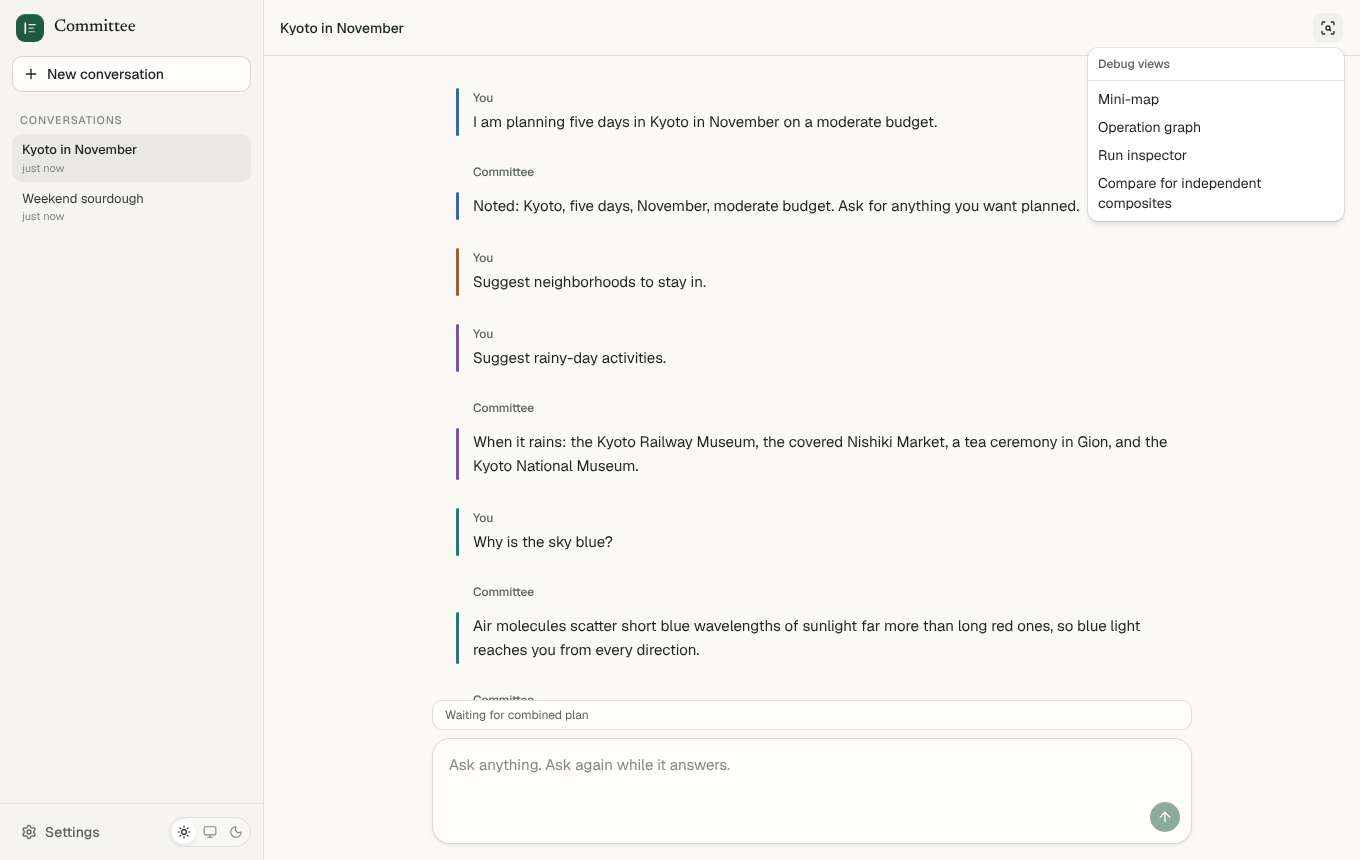 Committee
New conversation
CONVERSATIONS
Kyoto in November
just now
Weekend sourdough
just now
Settings
Kyoto in November
Debug views
Mini-map
Operation graph
Run inspector
Compare for independent
composites
You
I am planning five days in Kyoto in November on a moderate budget.
Committee
Noted: Kyoto, five days, November, moderate budget. Ask for anything you want planned.
You
Suggest neighborhoods to stay in.
You
Suggest rainy-day activities.
Committee
When it rains: the Kyoto Railway Museum, the covered Nishiki Market, a tea ceremony in Gion, and the
Kyoto National Museum.
You
Why is the sky blue?
Committee
Air molecules scatter short blue wavelengths of sunlight far more than long red ones, so blue light
reaches you from every direction.
Committee
Waiting for combined plan
Ask anything. Ask again while it answers.